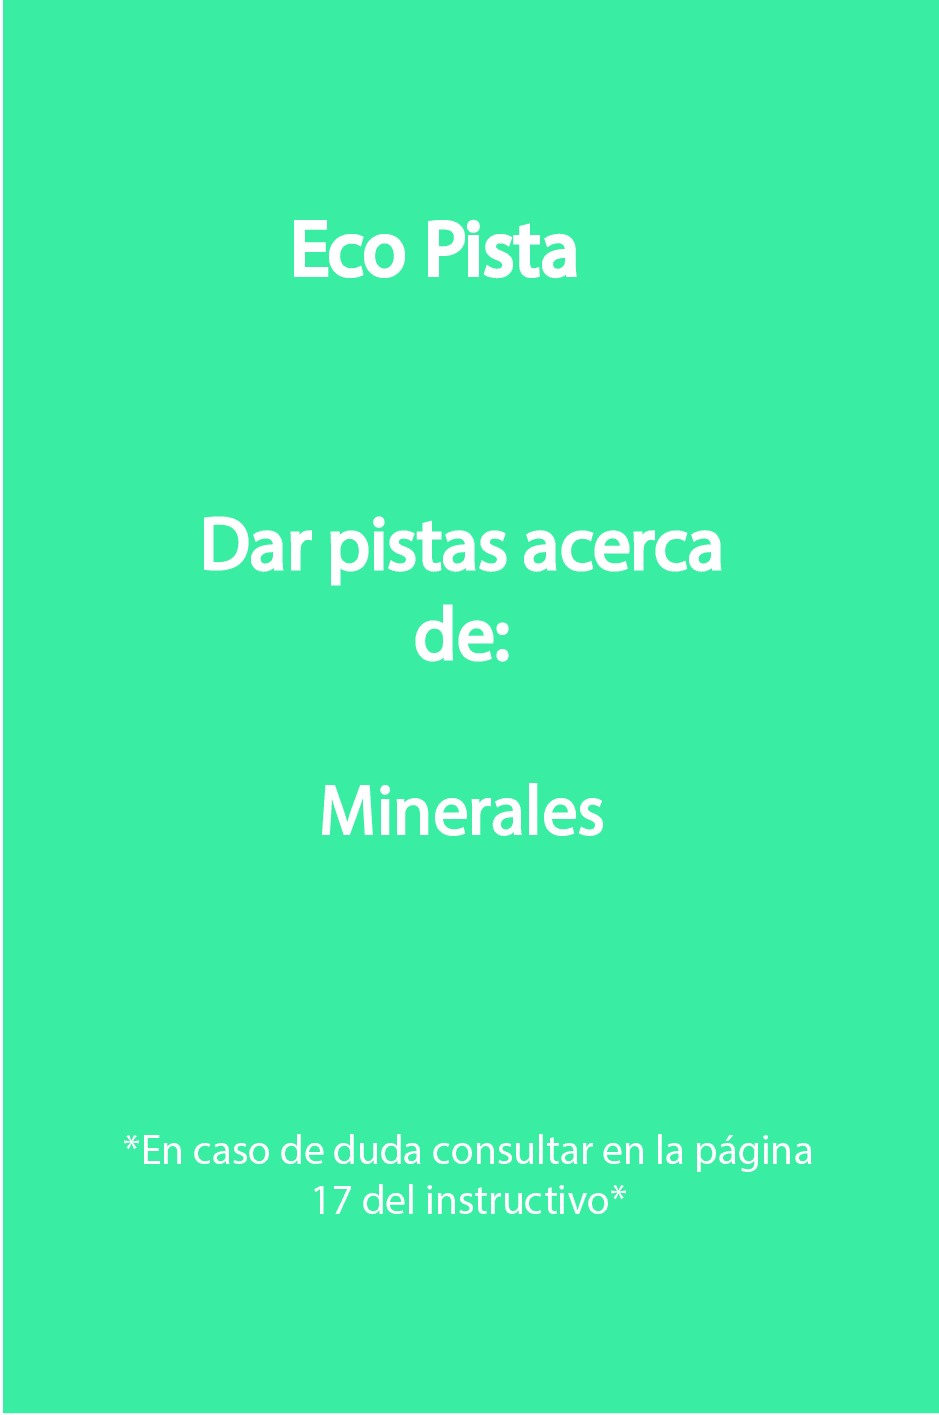 Eco Pista
Dar pistas acerca
de:
Minerales
*En caso de duda consultar en la página
17 del instructivo*